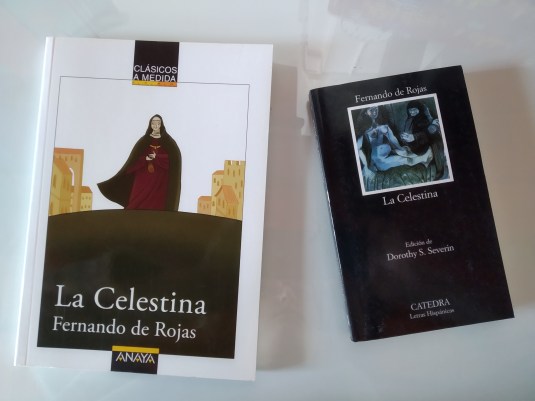 CLÁSICOS
A MEDIDA
La Celestina
Fernando de Rojas
ANAYA
Fernando de Rojas
La Celestina
Edición de
Dorothy S. Severin
CATEDRA
Letras Hispánicas